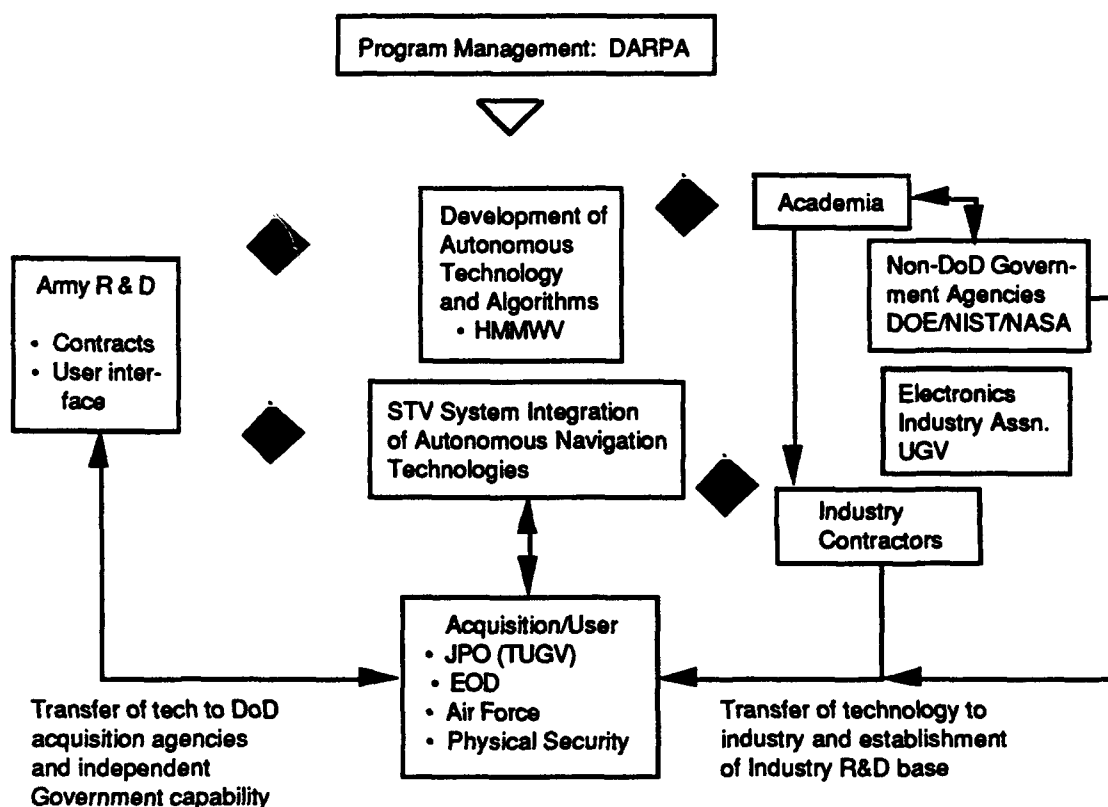 Program Management: DARPA
Development of
Autonomous
Technology
and Algorithms
• HMMWV
Academia
Non-DoD Govern-
ment Agencies
DOE/NIST/NASA
Army R & D
• Contracts
• User inter-
face
STV System Integration
of Autonomous Navigation
Technologies
Electronics
Industry Assn.
UGV
Industry
Contractors
Acquisition/User
• JPO (TUGV)
• EOD
• Air Force
• Physical Security
Transfer of tech to DoD
acquisition agencies
and independent
Government capability
Transfer of technology to
industry and establishment
of Industry R&D base